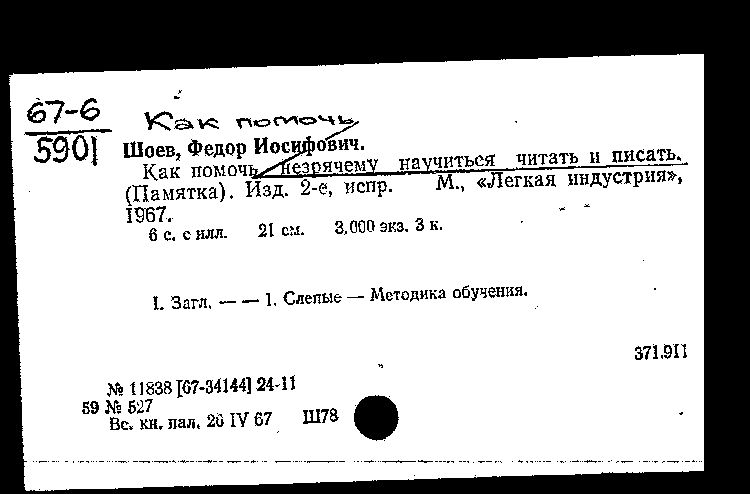 67-6
5901
Как помочь
Шоев, Федор Иосифович.
Как помочь незрячему научиться читать и писать.
(Памятка). Изд. 2-е, испр. М., «Легкая индустрия»,
1967.
6 с. с илл. 21 см. 3.000 экз. 3 к.
I. Загл. — — 1. Слепые — Методика обучения.
371.911
№ 11838 [67-34144] 24-11
59 № 527
Вс. кн. пал. 26 IV 67 Ш78